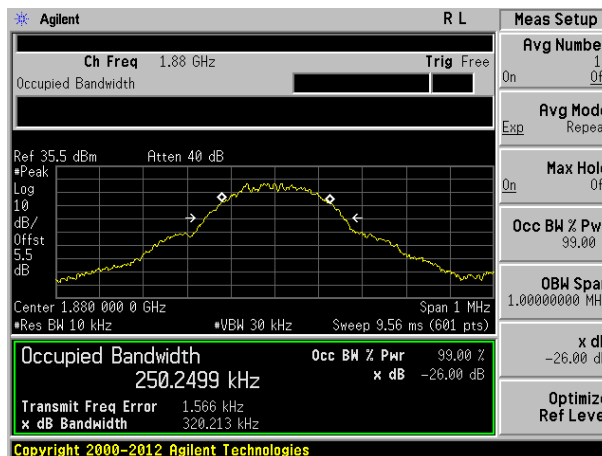 Agilent R L Meas Setup
Ch Freq 1.88 GHz Trig Free
Occupied Bandwidth
Ref 35.5 dBm Atten 40 dB
#Peak
Log
10
dB/
Offst
5.5
dB
Center 1.880 000 0 GHz Span 1 MHz
#Res BW 10 kHz #VBW 30 kHz Sweep 9.56 ms (601 pts)
Occupied Bandwidth Occ BW % Pwr 99.00 %
250.2499 kHz x dB -26.00 dB
Transmit Freq Error 1.566 kHz
x dB Bandwidth 320.213 kHz
Copyright 2000-2012 Agilent Technologies
Avg Numbe
1
On Of
Avg Mode
Exp Repea
Max Hol
On Of
Occ BW % Pw
99.00
OBW Spa
1.00000000 MH
x d
-26.00 d
Optimize
Ref Leve